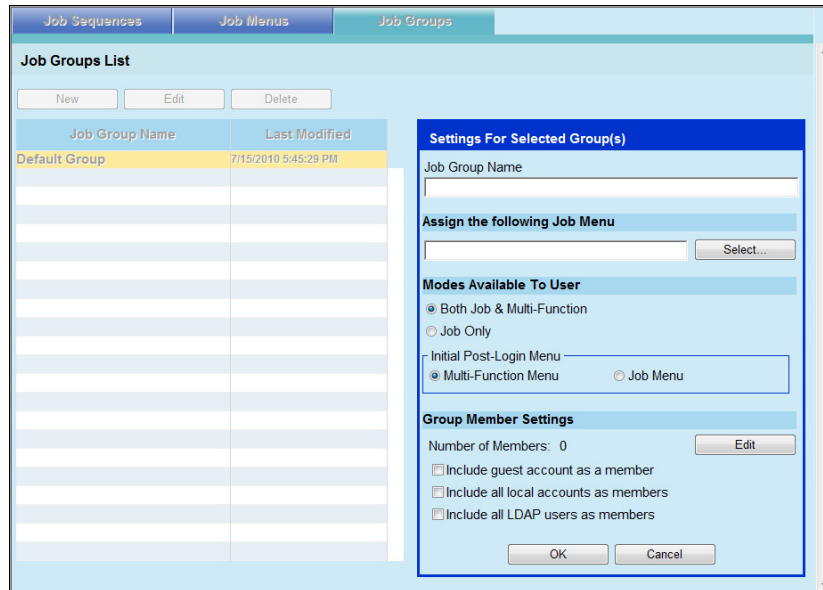 Job Sequences Job Menus Job Groups
Job Groups List
New Edit Delete
Job Group Name Last Modified
Default Group 7/15/2010 5:45:29 PM
Settings For Selected Group(s)
Job Group Name
Assign the following Job Menu
Select...
Modes Available To User
Both Job & Multi-Function
Job Only
Initial Post-Login Menu
Multi-Function Menu Job Menu
Group Member Settings
Number of Members: 0 Edit
Include guest account as a member
Include all local accounts as members
Include all LDAP users as members
OK Cancel